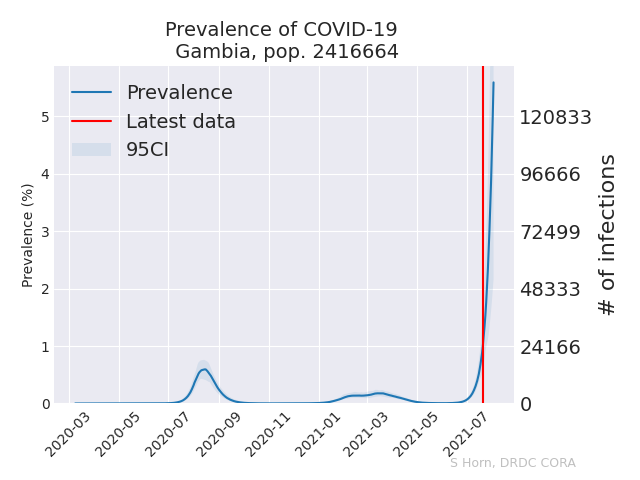 Prevalence of COVID-19
Gambia, pop. 2416664
Prevalence
Latest data
95CI
Prevalence (%)
5
4
3
2
1
0
120833
96666
72499
48333
24166
0
# of infections
2020-03
2020-05
2020-07
2020-09
2020-11
2021-01
2021-03
2021-05
2021-07
S Horn, DRDC CORA